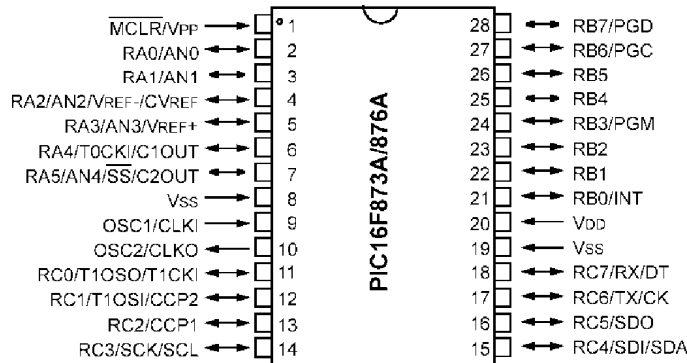 MCLR/VPP 1 28 RB7/PGD
RA0/AN0 2 27 RB6/PGC
RA1/AN1 3 26 RB5
RA2/AN2/VREF-/CVREF 4 25 RB4
RA3/AN3/VREF+ 5 24 RB3/PGM
RA4/T0CKI/C1OUT 6 23 RB2
RA5/AN4/SS/C2OUT 7 22 RB1
VSS 8 21 RB0/INT
OSC1/CLKI 9 20 VDD
OSC2/CLKO 10 19 VSS
RC0/T1OSO/T1CKI 11 18 RC7/RX/DT
RC1/T1OSI/CCP2 12 17 RC6/TX/CK
RC2/CCP1 13 16 RC5/SDO
RC3/SCK/SCL 14 15 RC4/SDI/SDA
PIC16F873A/876A